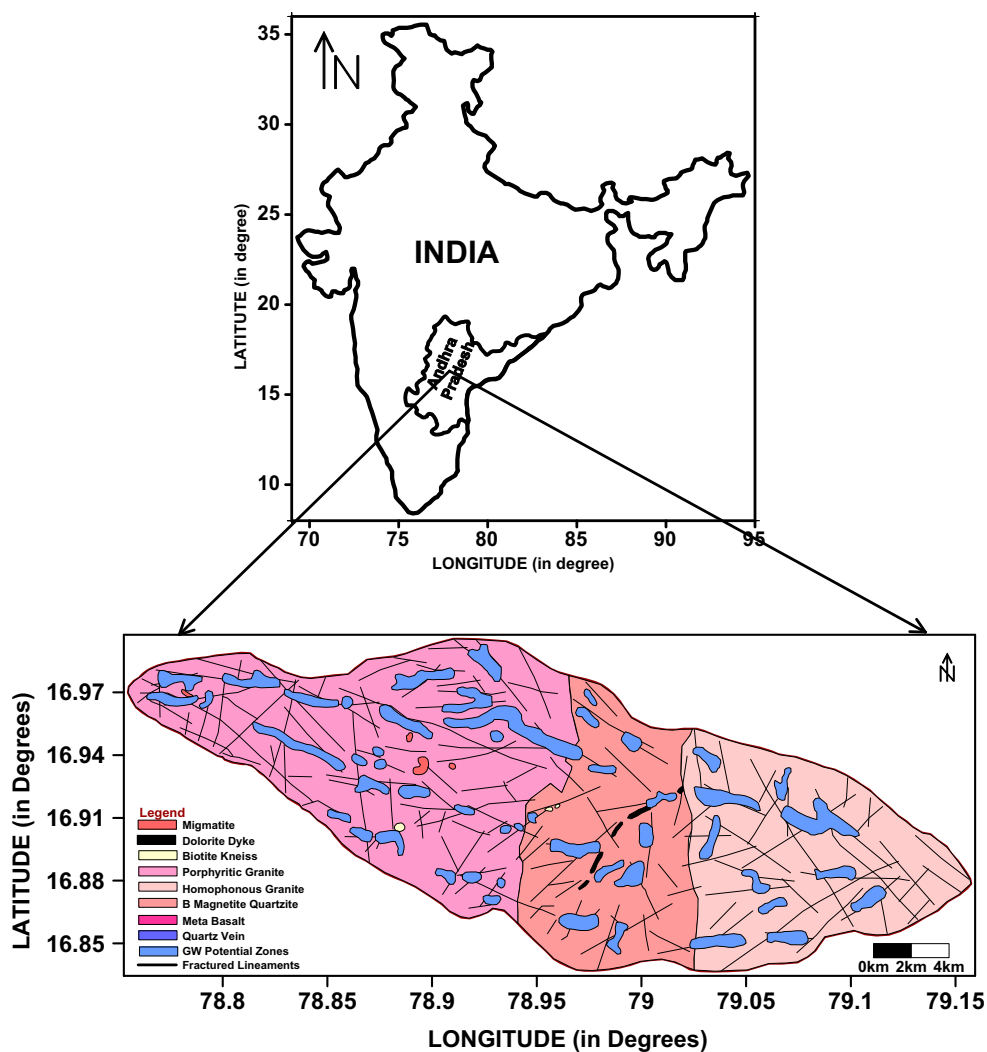 35
30
25
20
15
10
LATITUTE (in degree)
N
INDIA
Andhra
Pradesh
70 75 80 85 90 95
LONGITUDE (in degree)
16.97
16.94
16.91
16.88
16.85
LATITUDE (in Degrees)
N
Legend
Migmatite
Dolorite Dyke
Biotite Kneiss
Porphyritic Granite
Homophonous Granite
B Magnetite Quartzite
Meta Basalt
Quartz Vein
GW Potential Zones
Fractured Lineaments
0km 2km 4km
78.8 78.85 78.9 78.95 79 79.05 79.1 79.15
LONGITUDE (in Degrees)